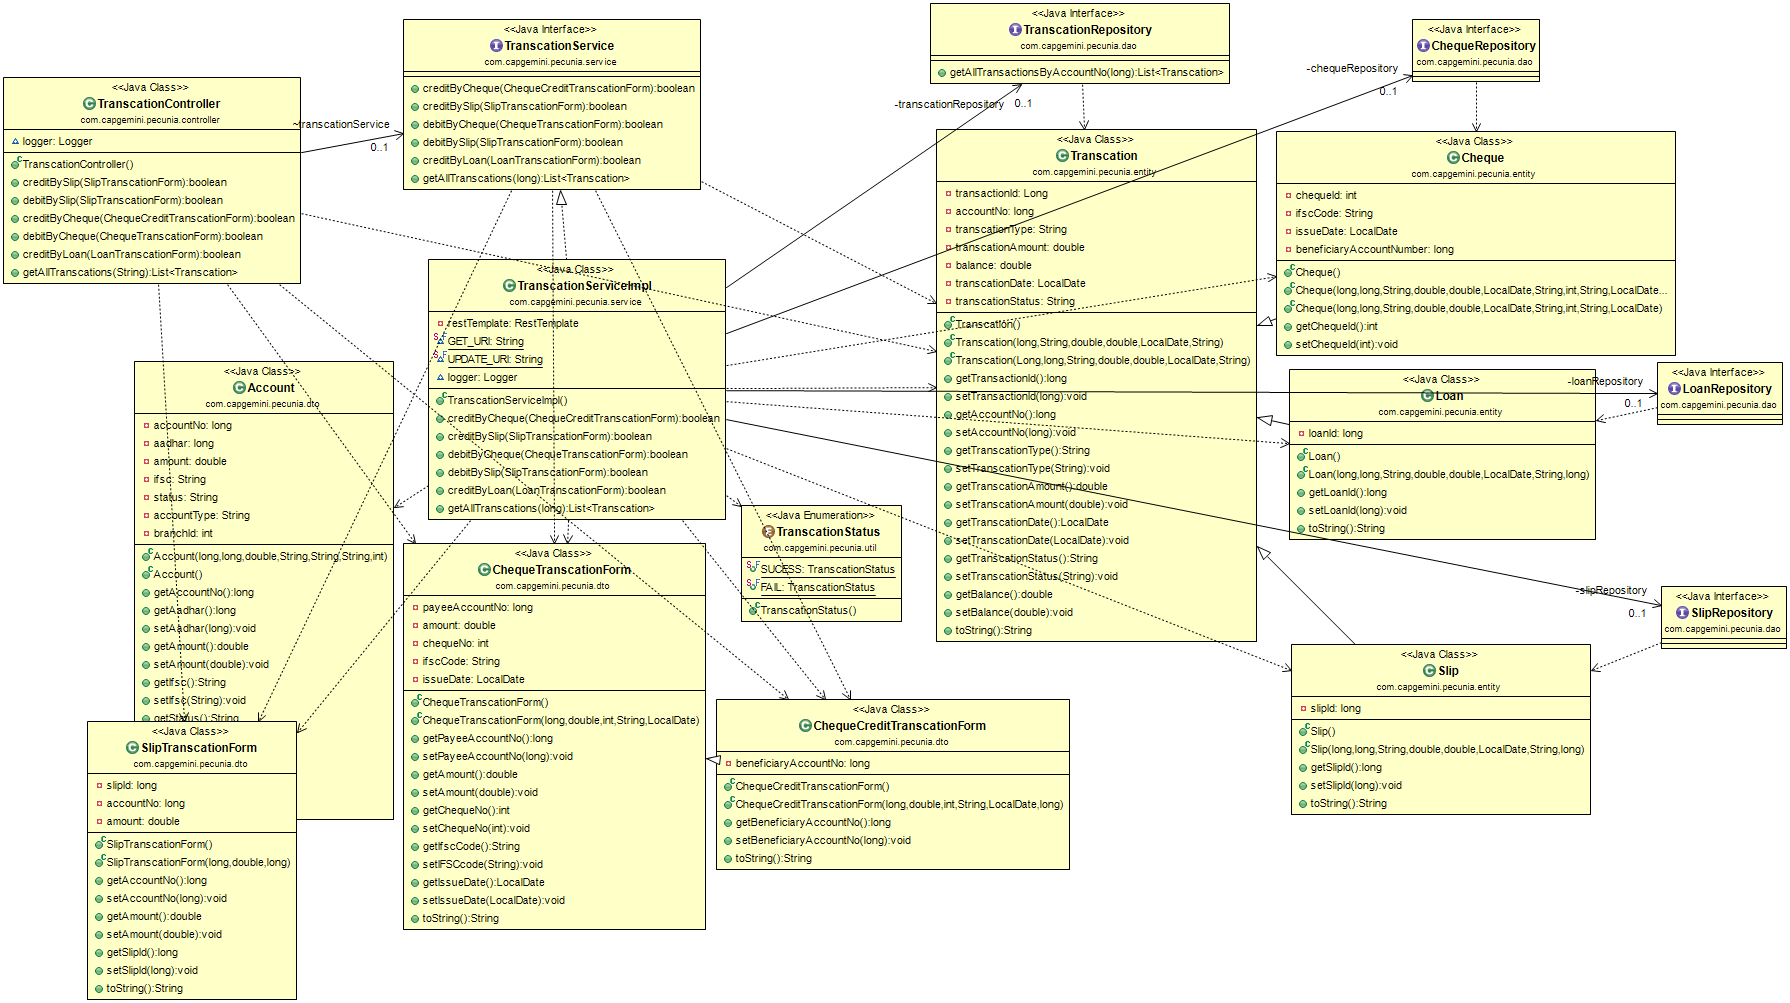 <<Java Class>>
TranscationController
com.capgemini.pecunia.controller
logger: Logger
TranscationController()
creditBySlip(SlipTranscationForm):boolean
debitBySlip(SlipTranscationForm):boolean
creditByCheque(ChequeCreditTranscationForm):boolean
debitByCheque(ChequeTranscationForm):boolean
creditByLoan(LoanTranscationForm):boolean
getAllTranscations(String):List<Transcation>
~transcationService
0..1
<<Java Interface>>
TranscationService
com.capgemini.pecunia.service
creditByCheque(ChequeCreditTranscationForm):boolean
creditBySlip(SlipTranscationForm):boolean
debitByCheque(ChequeTranscationForm):boolean
debitBySlip(SlipTranscationForm):boolean
creditByLoan(LoanTranscationForm):boolean
getAllTranscations(long):List<Transcation>
<<Java Interface>>
TranscationRepository
com.capgemini.pecunia.dao
getAllTransactionsByAccountNo(long):List<Transcation>
-transcationRepository
0..1
<<Java Interface>>
ChequeRepository
com.capgemini.pecunia.dao
-chequeRepository
0..1
<<Java Class>>
Transcation
com.capgemini.pecunia.entity
transactionId: Long
accountNo: long
transcationType: String
transcationAmount: double
balance: double
transcationDate: LocalDate
transcationStatus: String
Transcation()
Transcation(long,String,double,double,LocalDate,String)
Transcation(Long,long,String,double,double,LocalDate,String)
getTransactionId():long
setTransactionId(long):void
getAccountNo():long
setAccountNo(long):void
getTranscationType():String
setTranscationType(String):void
getTranscationAmount():double
setTranscationAmount(double):void
getTranscationDate():LocalDate
setTranscationDate(LocalDate):void
getTranscationStatus():String
setTranscationStatus(String):void
getBalance():double
setBalance(double):void
toString():String
<<Java Class>>
Cheque
com.capgemini.pecunia.entity
chequeId: int
ifscCode: String
issueDate: LocalDate
beneficiaryAccountNumber: long
Cheque()
Cheque(long,long,String,double,double,LocalDate,String,int,String,LocalDate...
Cheque(long,long,String,double,double,LocalDate,String,int,String,LocalDate)
getChequeId():int
setChequeId(int):void
<<Java Class>>
TranscationServiceImpl
com.capgemini.pecunia.service
restTemplate: RestTemplate
GET_URI: String
UPDATE_URI: String
logger: Logger
TranscationServiceImpl()
creditByCheque(ChequeCreditTranscationForm):boolean
creditBySlip(SlipTranscationForm):boolean
debitByCheque(ChequeTranscationForm):boolean
debitBySlip(SlipTranscationForm):boolean
creditByLoan(LoanTranscationForm):boolean
getAllTranscations(long):List<Transcation>
<<Java Class>>
Account
com.capgemini.pecunia.dto
accountNo: long
aadhar: long
amount: double
ifsc: String
status: String
accountType: String
branchId: int
Account(long,long,double,String,String,String,int)
Account()
getAccountNo():long
getAadhar():long
setAadhar(long):void
getAmount():double
setAmount(double):void
getIfsc():String
setIfsc(String):void
getStatus():String
<<Java Class>>
Loan
com.capgemini.pecunia.entity
loanId: long
Loan()
Loan(long,long,String,double,double,LocalDate,String,long)
getLoanId():long
setLoanId(long):void
toString():String
-loanRepository
0..1
<<Java Interface>>
LoanRepository
com.capgemini.pecunia.dao
<<Java Enumeration>>
TranscationStatus
com.capgemini.pecunia.util
SUCESS: TranscationStatus
FAIL: TranscationStatus
TranscationStatus()
<<Java Class>>
ChequeTranscationForm
com.capgemini.pecunia.dto
payeeAccountNo: long
amount: double
chequeNo: int
ifscCode: String
issueDate: LocalDate
ChequeTranscationForm()
ChequeTranscationForm(long,double,int,String,LocalDate)
getPayeeAccountNo():long
setPayeeAccountNo(long):void
getAmount():double
setAmount(double):void
getChequeNo():int
setChequeNo(int):void
getIfscCode():String
setIFSCcode(String):void
getIssueDate():LocalDate
setIssueDate(LocalDate):void
toString():String
-slipRepository
0..1
<<Java Interface>>
SlipRepository
com.capgemini.pecunia.dao
<<Java Class>>
Slip
com.capgemini.pecunia.entity
slipId: long
Slip()
Slip(long,long,String,double,double,LocalDate,String,long)
getSlipId():long
setSlipId(long):void
toString():String
<<Java Class>>
ChequeCreditTranscationForm
com.capgemini.pecunia.dto
beneficiaryAccountNo: long
ChequeCreditTranscationForm()
ChequeCreditTranscationForm(long,double,int,String,LocalDate,long)
getBeneficiaryAccountNo():long
setBeneficiaryAccountNo(long):void
toString():String
<<Java Class>>
SlipTranscationForm
com.capgemini.pecunia.dto
slipId: long
accountNo: long
amount: double
SlipTranscationForm()
SlipTranscationForm(long,double,long)
getAccountNo():long
setAccountNo(long):void
getAmount():double
setAmount(double):void
getSlipId():long
setSlipId(long):void
toString():String